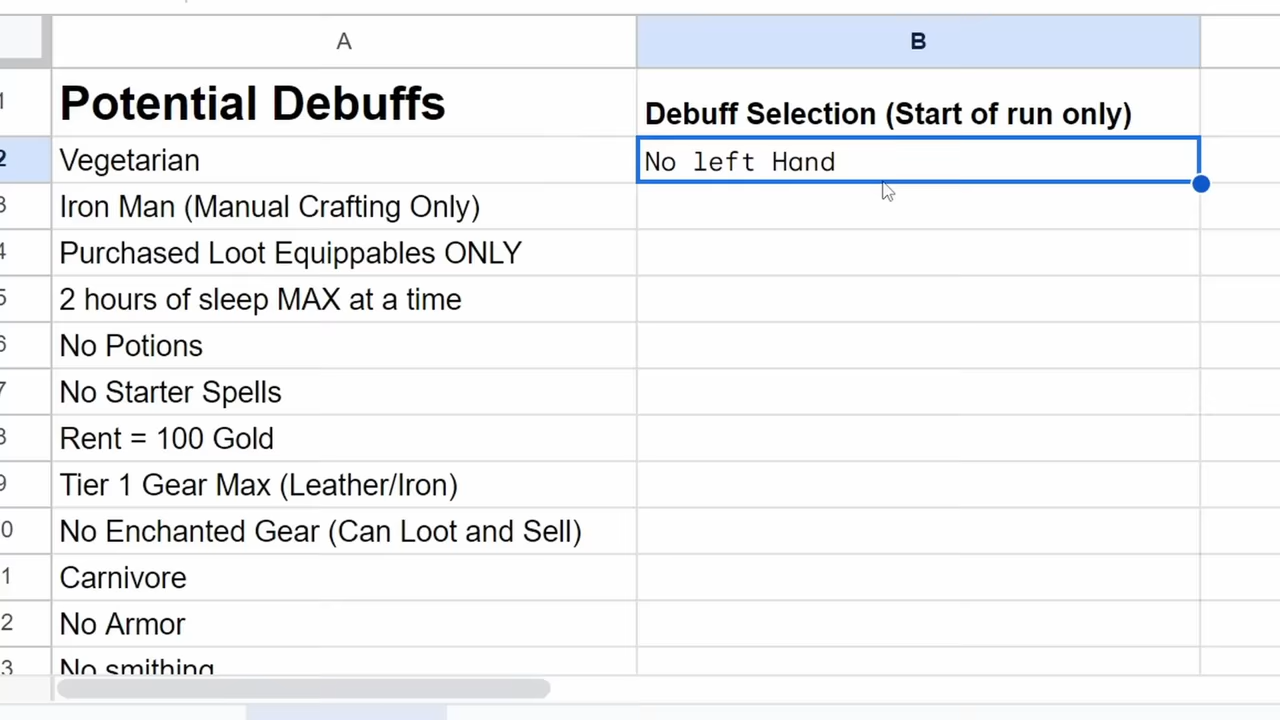 A B
1 Potential Debuffs Debuff Selection (Start of run only)
2 Vegetarian No left Hand
3 Iron Man (Manual Crafting Only)
4 Purchased Loot Equippables ONLY
5 2 hours of sleep MAX at a time
6 No Potions
7 No Starter Spells
8 Rent = 100 Gold
9 Tier 1 Gear Max (Leather/Iron)
0 No Enchanted Gear (Can Loot and Sell)
1 Carnivore
2 No Armor
3 No smithing